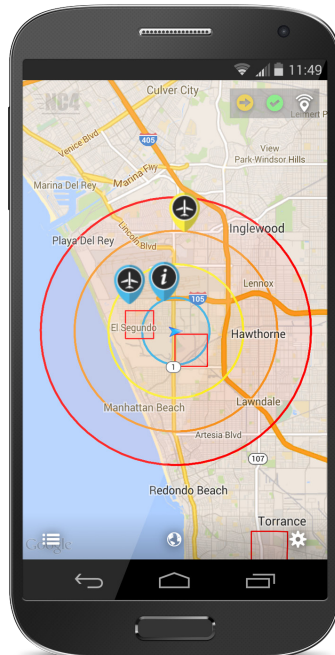 11:49
HC4
Culver City
405
Venice Blvd
View
Park-Windsor Hills
Marina Fwy
Marina Del Rey
Lincoln Blvd
Inglewood
Playa Del Rey
i
105
Lennox
El Segundo
Hawthorne
1
Manhattan Beach
Lawndale
Artesia Blvd
107
Redondo Beach
Torrance
Google